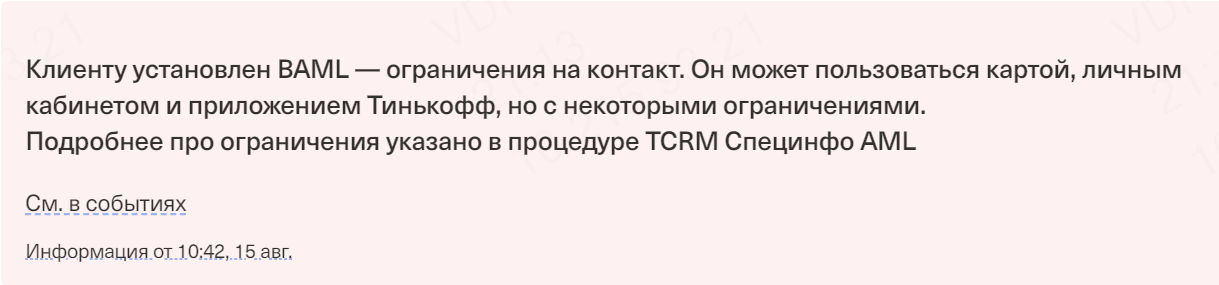 Клиенту установлен BAML — ограничения на контакт. Он может пользоваться картой, личным
кабинетом и приложением Тинькофф, но с некоторыми ограничениями.
Подробнее про ограничения указано в процедуре TCRM Специнфо AML
См. в событиях
Информация от 10:42, 15 авг.